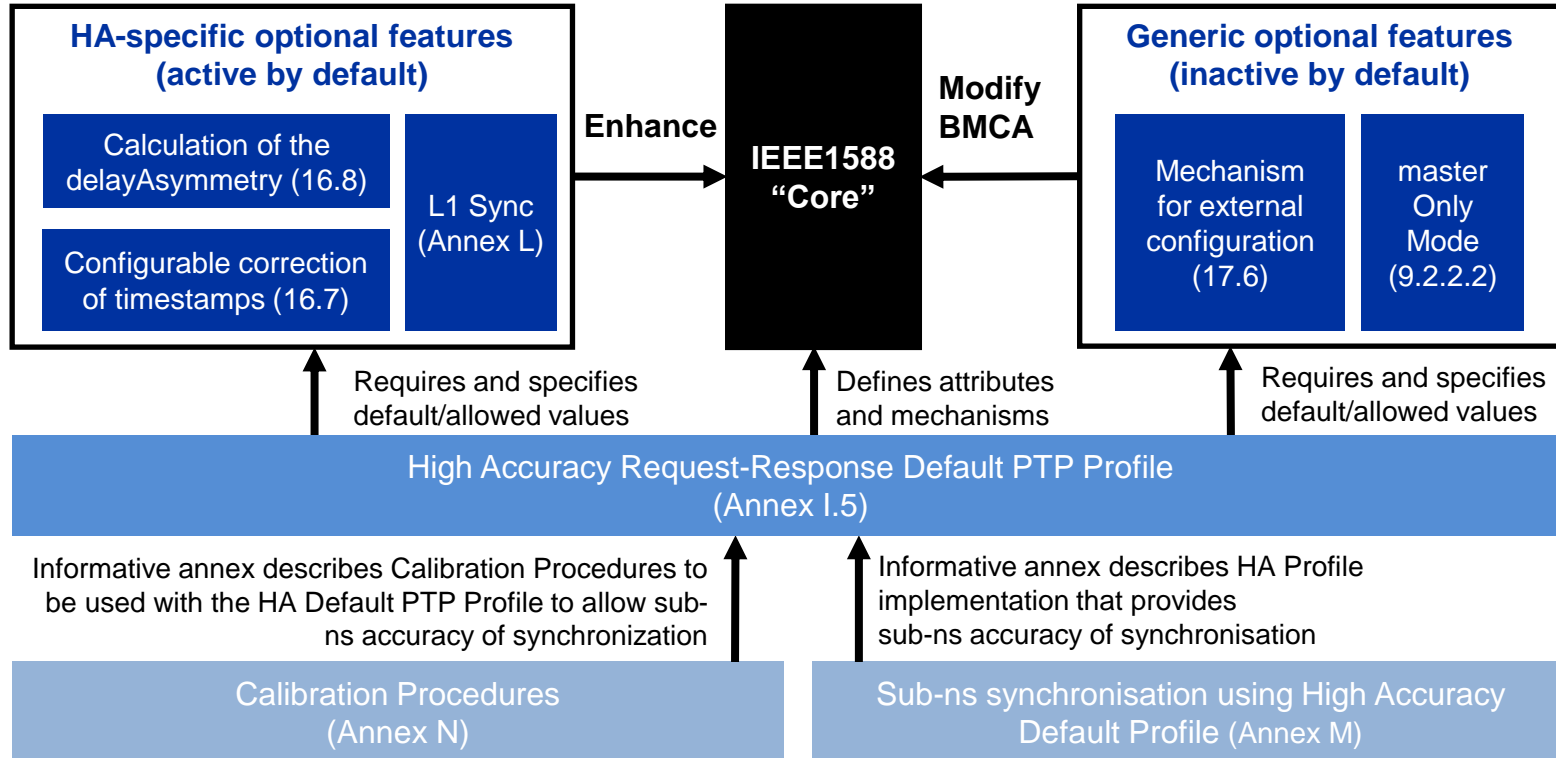 HA-specific optional features
(active by default)
Calculation of the
delayAsymmetry (16.8)
Configurable correction
of timestamps (16.7)
L1 Sync
(Annex L)
Enhance
IEEE1588
“Core”
Modify
BMCA
Generic optional features
(inactive by default)
Mechanism
for external
configuration
(17.6)
master
Only
Mode
(9.2.2.2)
Requires and specifies
default/allowed values
Defines attributes
and mechanisms
Requires and specifies
default/allowed values
High Accuracy Request-Response Default PTP Profile
(Annex I.5)
Informative annex describes Calibration Procedures to
be used with the HA Default PTP Profile to allow sub-
ns accuracy of synchronization
Informative annex describes HA Profile
implementation that provides
sub-ns accuracy of synchronisation
Calibration Procedures
(Annex N)
Sub-ns synchronisation using High Accuracy
Default Profile (Annex M)